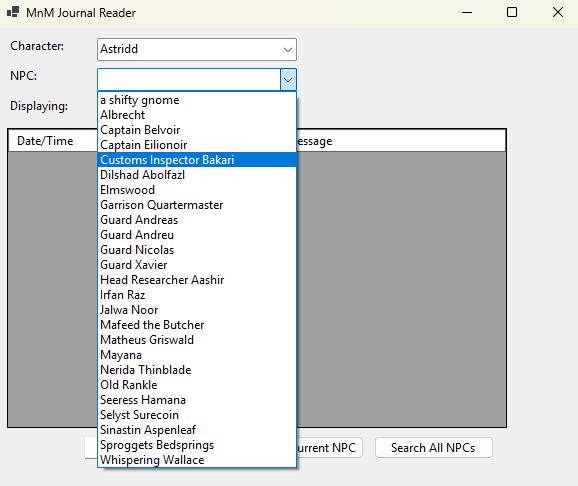 MnM Journal Reader
Character:
Astridd
NPC:
Displaying:
a shifty gnome
Albrecht
Captain Belvoir
Captain Eilionoir
Customs Inspector Bakari
Dilshad Abolfazl
Elmswood
Garrison Quartermaster
Guard Andreas
Guard Andreu
Guard Nicolas
Guard Xavier
Head Researcher Aashir
Irfan Raz
Jalwa Noor
Mafeed the Butcher
Matheus Griswald
Mayana
Nerida Thinblade
Old Rankle
Seeress Hamana
Selyst Surecoin
Sinastin Aspenleaf
Sproggets Bedsprings
Whispering Wallace
Date/Time
essage
urrent NPC
Search All NPCs